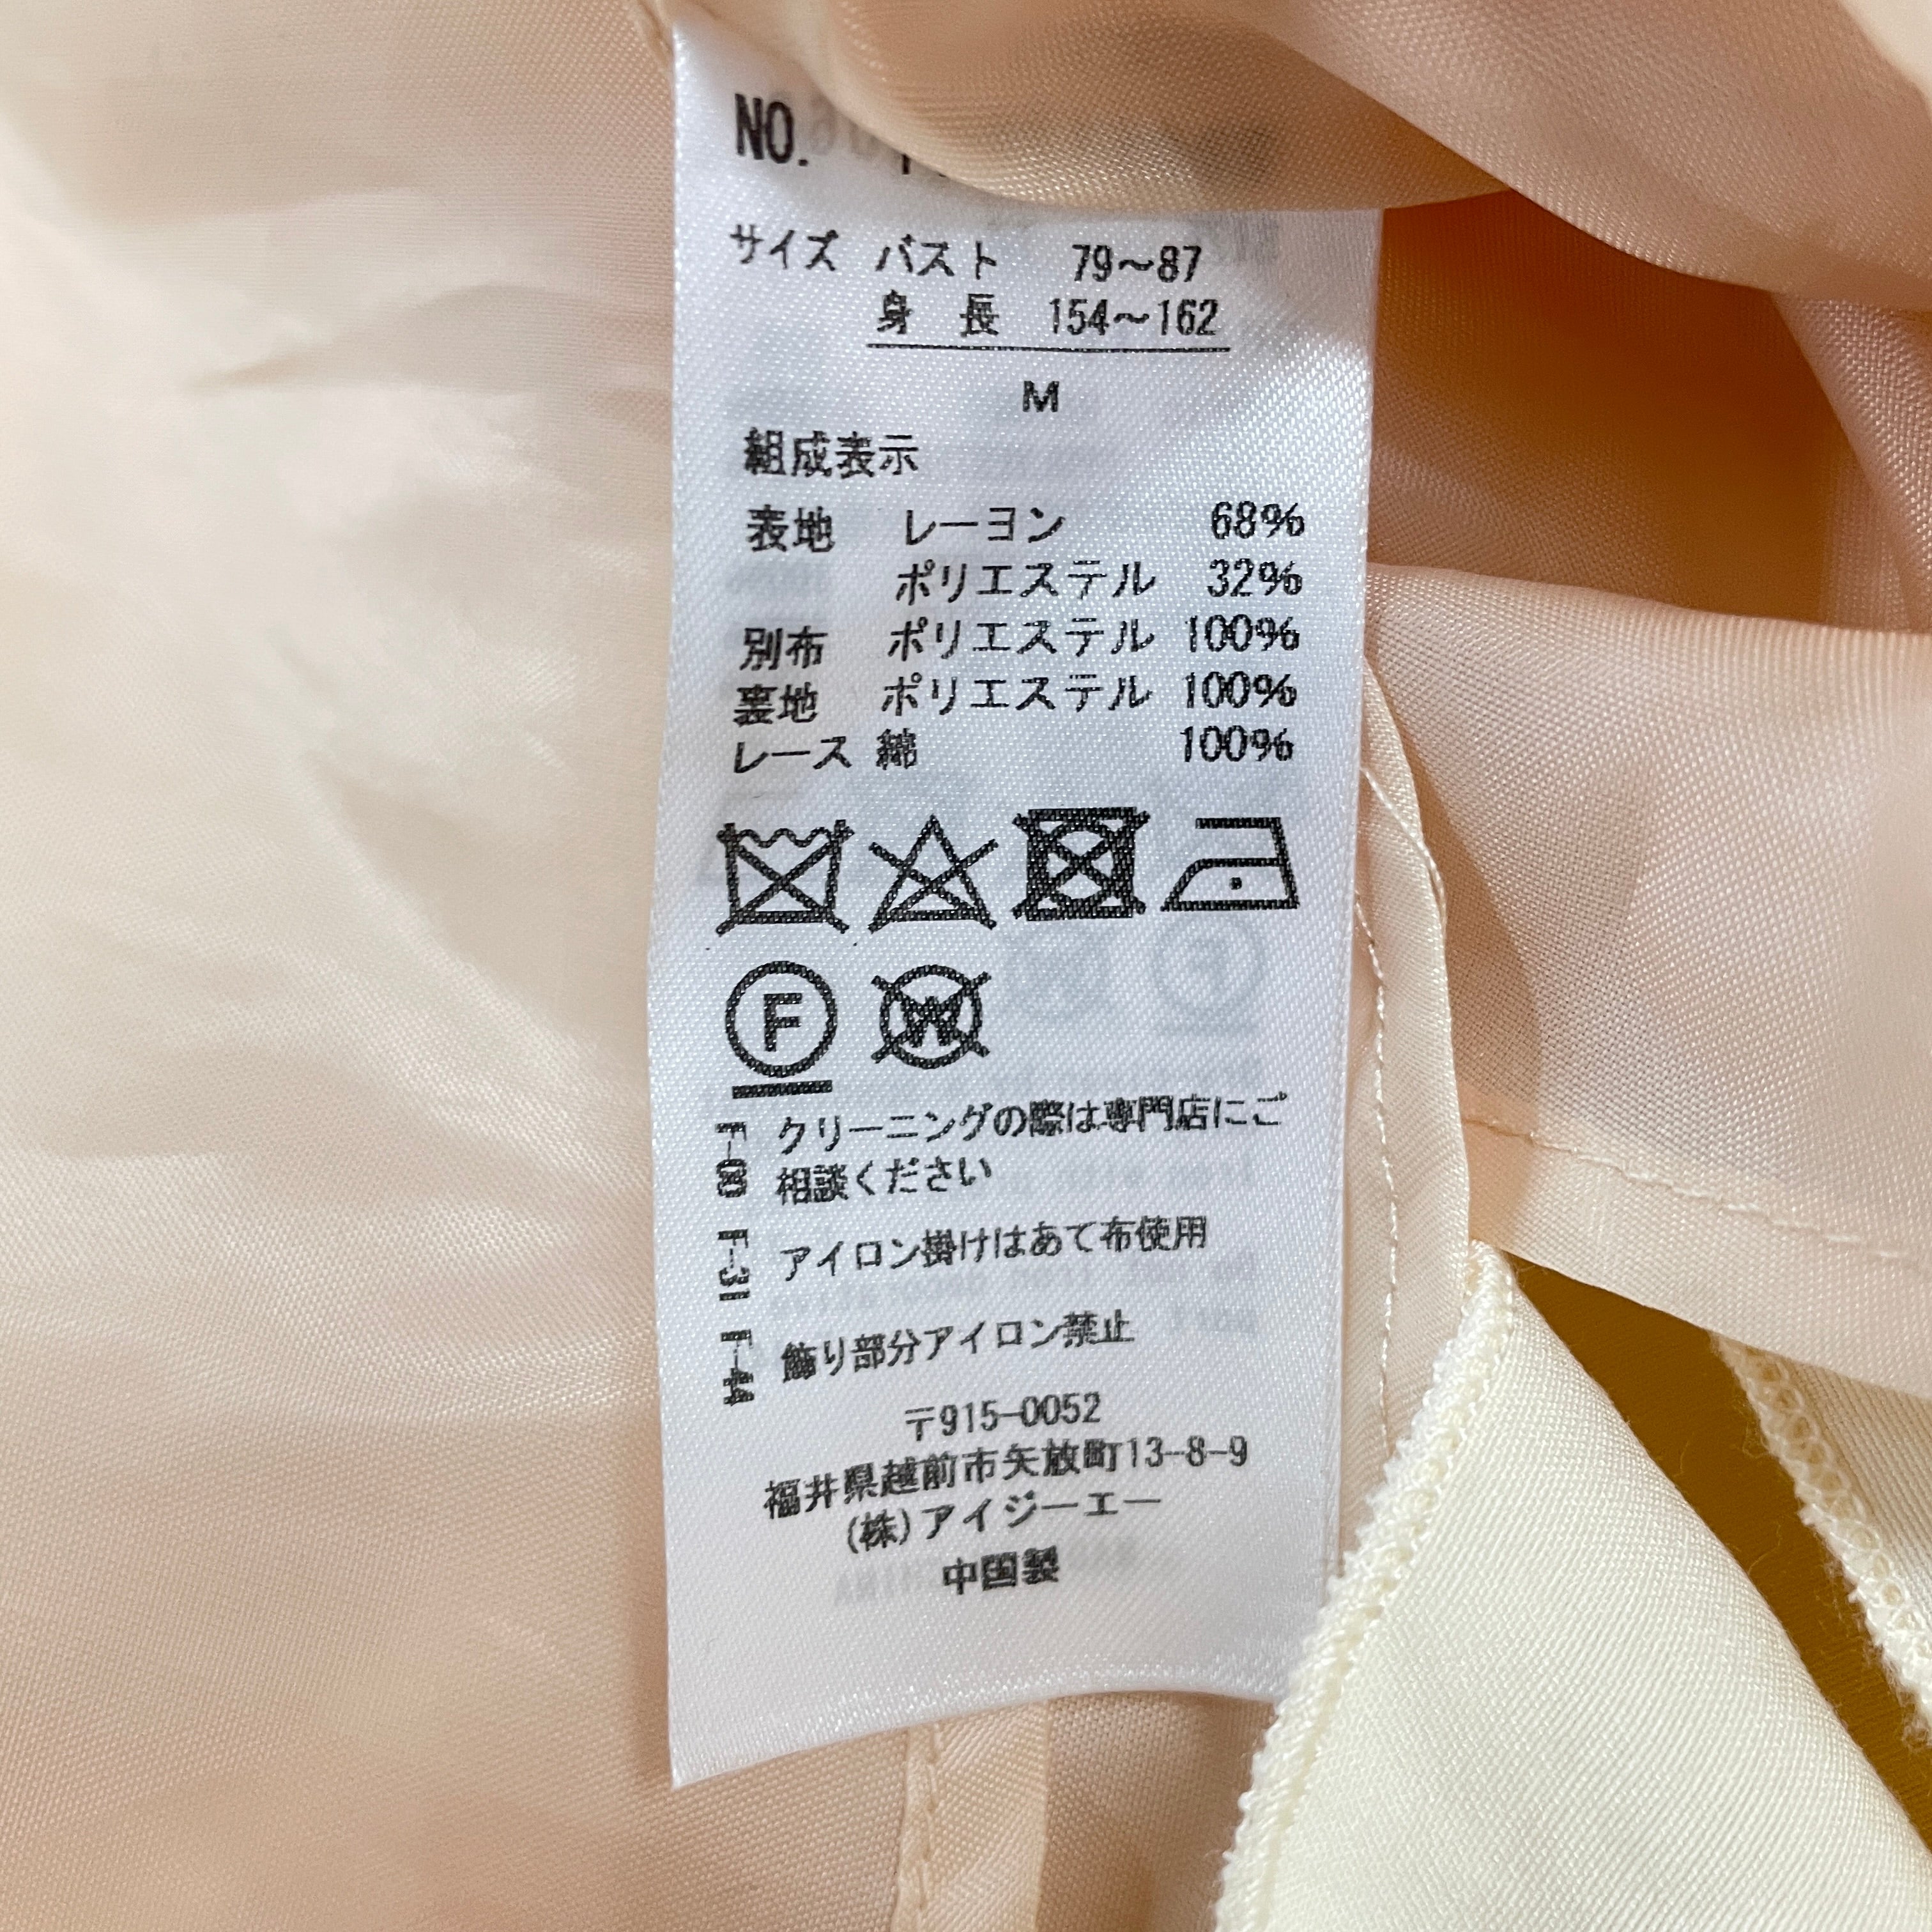 NO.
サイズ バスト 79～87
身 長 154～162
M
組成表示
表地 レーヨン 68%
ポリエステル 32%
別布 ポリエステル 100%
裏地 ポリエステル 100%
レース 綿 100%
F
W
F-08 クリーニングの際は専門店にご
相談ください
F-31 アイロン掛けはあて布使用
F-44 飾り部分アイロン禁止
〒915-0052
福井県越前市矢放町13-8-9
(株)アイジーエー
中国製